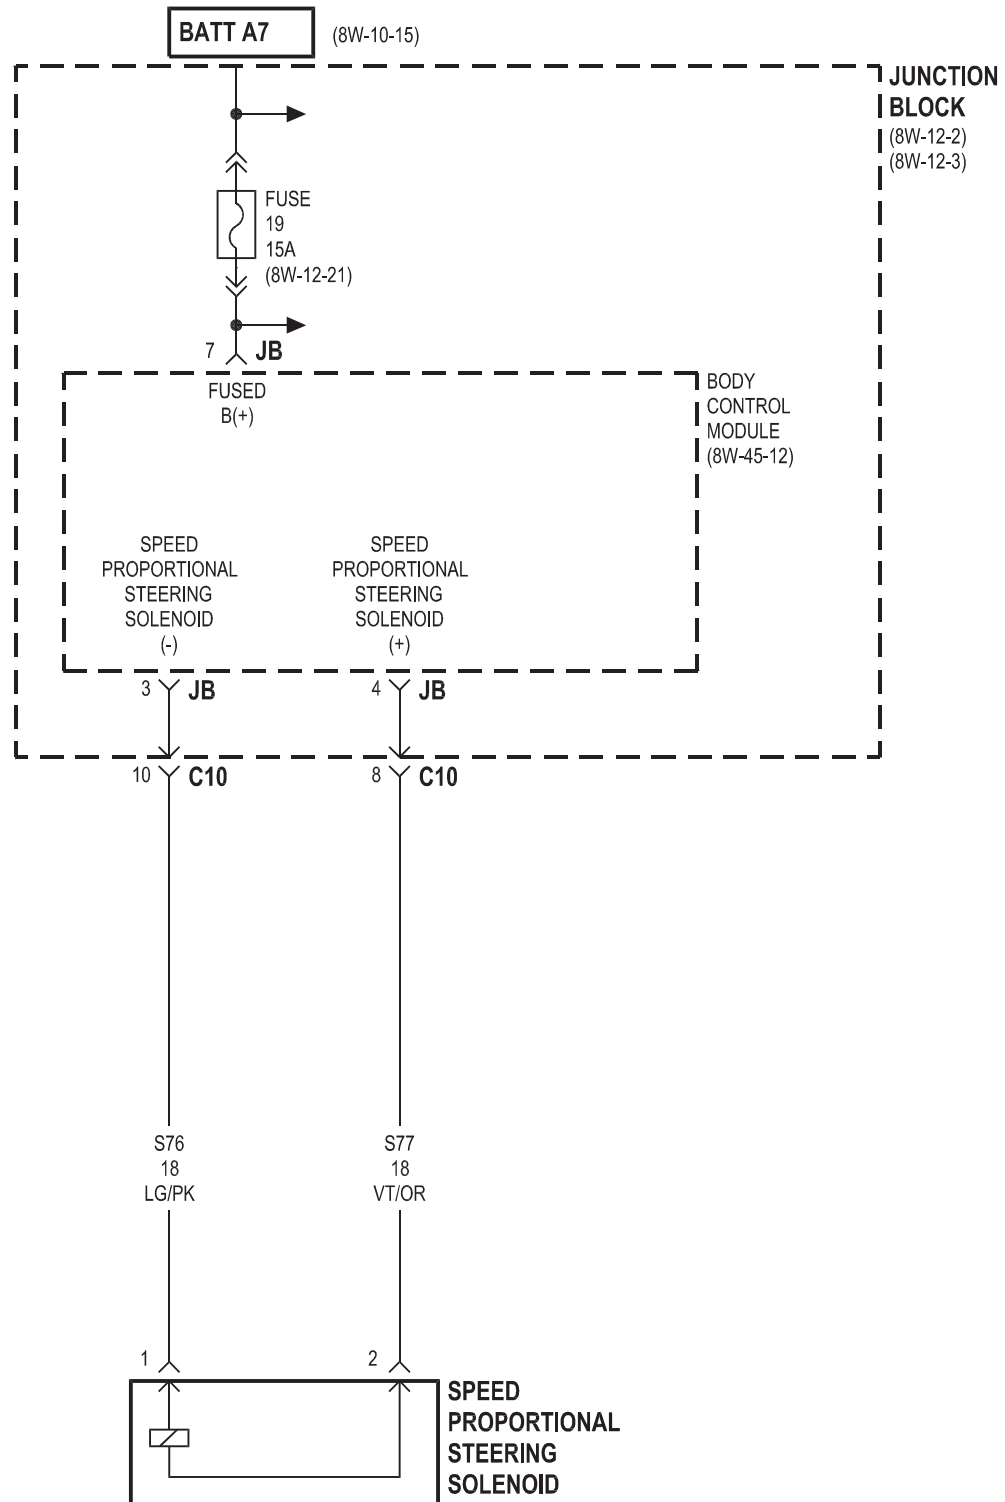 BATT A7
(8W-10-15)
JUNCTION
BLOCK
(8W-12-2)
(8W-12-3)
FUSE
19
15A
(8W-12-21)
7
JB
FUSED
B(+)
BODY
CONTROL
MODULE
(8W-45-12)
SPEED
PROPORTIONAL
STEERING
SOLENOID
(-)
SPEED
PROPORTIONAL
STEERING
SOLENOID
(+)
3
JB
4
JB
10
C10
8
C10
S76
18
LG/PK
S77
18
VT/OR
1
2
SPEED
PROPORTIONAL
STEERING
SOLENOID